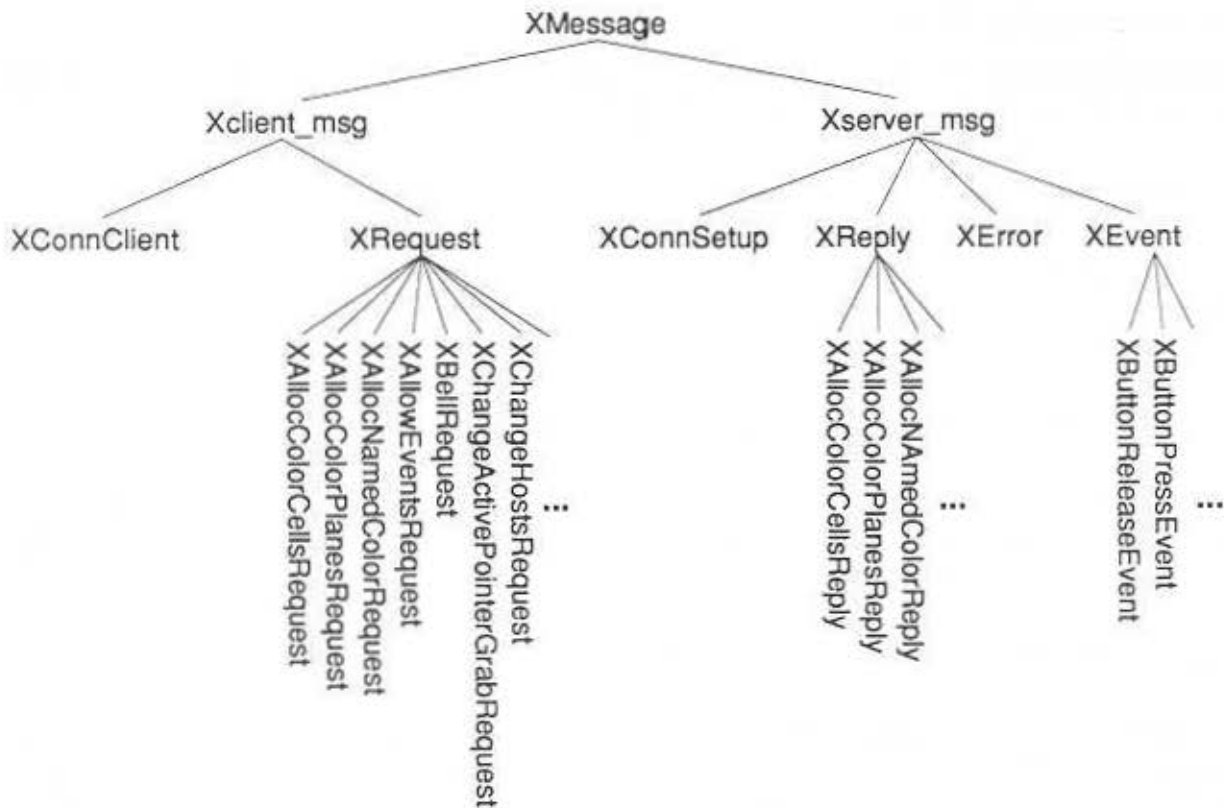 XMessage
Xclient_msg
Xserver_msg
XConnClient
XRequest
XConnSetup
XReply
XError
XEvent
XAllocColorCellsRequest
XAllocColorPlanesRequest
XAllocNamedColorRequest
XAllowEventsRequest
XBellRequest
XChangeActivePointerGrabRequest
XChangeHostsRequest
...
XAllocColorCellsReply
XAllocColorPlanesReply
XAllocNAmedColorReply
...
XButtonReleaseEvent
XButtonPressEvent
...